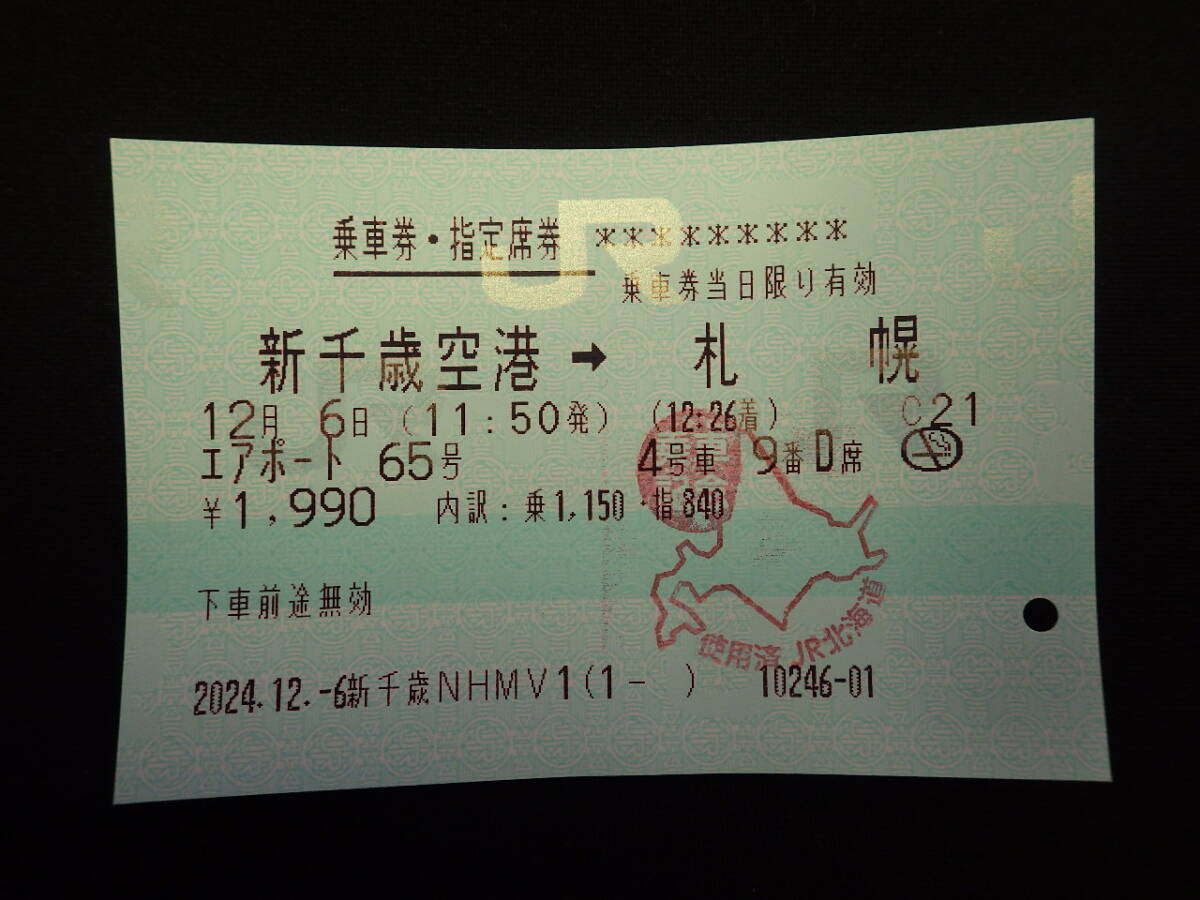 乗車券・指定席券 *********
乗車券当日限り有効
新千歳空港 ➡ 札 幌
12月 6日 (11:50発) (12:26着) C21
エアポート 65号 4号車 9番D席
¥1,990 内訳:乗1,150・指840
乗車記念
下車前途無効
使用済 JR北海道
2024.12.-6新千歳NHMV1(1- ) 10246-01